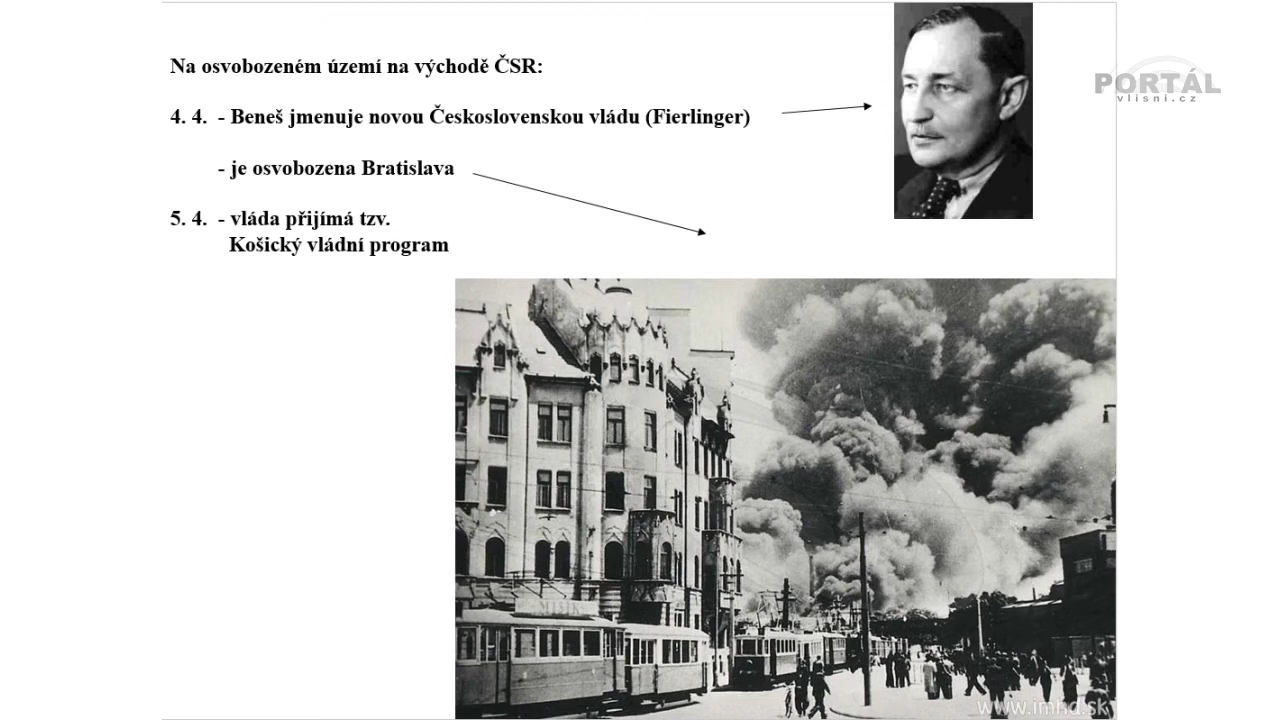 Na osvobozeném území na východě ČSR:
PORTÁL
vlisni.cz
4. 4. - Beneš jmenuje novou Československou vládu (Fierlinger)
- je osvobozena Bratislava
5. 4. - vláda přijímá tzv.
Košický vládní program
MIŠÍK
www.imhd.sk